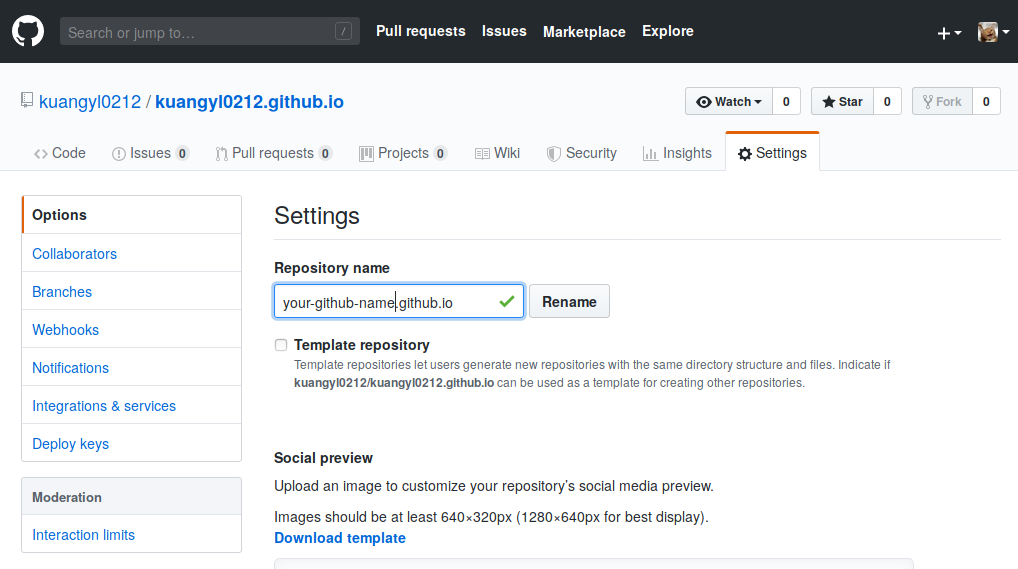 Search or jump to… /
Pull requests Issues Marketplace Explore
kuangyl0212 / kuangyl0212.github.io
Watch 0 Star 0 Fork 0
Code Issues 0 Pull requests 0 Projects 0 Wiki Security Insights Settings
Options
Collaborators
Branches
Webhooks
Notifications
Integrations & services
Deploy keys
Moderation
Interaction limits
Settings
Repository name
your-github-name.github.io Rename
Template repository
Template repositories let users generate new repositories with the same directory structure and files. Indicate if
kuangyl0212/kuangyl0212.github.io can be used as a template for creating other repositories.
Social preview
Upload an image to customize your repository’s social media preview.
Images should be at least 640×320px (1280×640px for best display).
Download template